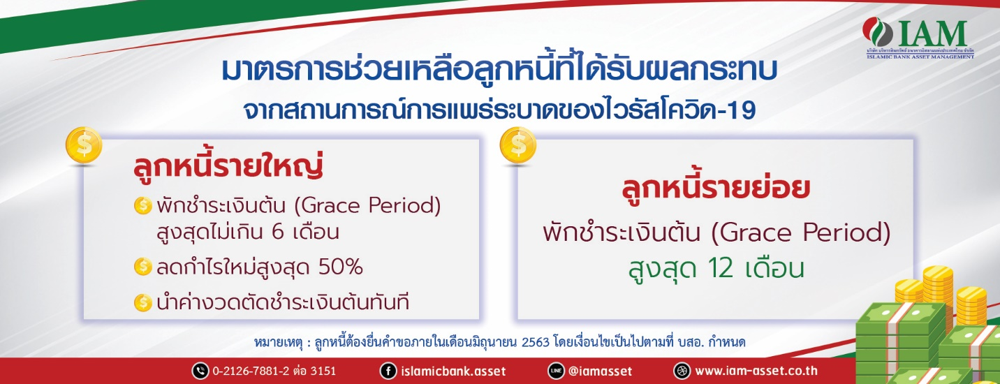 IAM
บริษัท บริหารสินทรัพย์ ธนาคารอิสลามแห่งประเทศไทย จำกัด
ISLAMIC BANK ASSET MANAGEMENT
มาตรการช่วยเหลือลูกหนี้ที่ได้รับผลกระทบ
จากสถานการณ์การแพร่ระบาดของไวรัสโควิด-19
ลูกหนี้รายใหญ่
พักชำระเงินต้น (Grace Period)
สูงสุดไม่เกิน 6 เดือน
ลดกำไรใหม่สูงสุด 50%
นำค่างวดตัดชำระเงินต้นทันที
ลูกหนี้รายย่อย
พักชำระเงินต้น (Grace Period)
สูงสุด 12 เดือน
หมายเหตุ : ลูกหนี้ต้องยื่นคำขอภายในเดือนมิถุนายน 2563 โดยเงื่อนไขเป็นไปตามที่ บสอ. กำหนด
0-2126-7881-2 ต่อ 3151 islamicbank.asset LINE @iamasset www.iam-asset.co.th